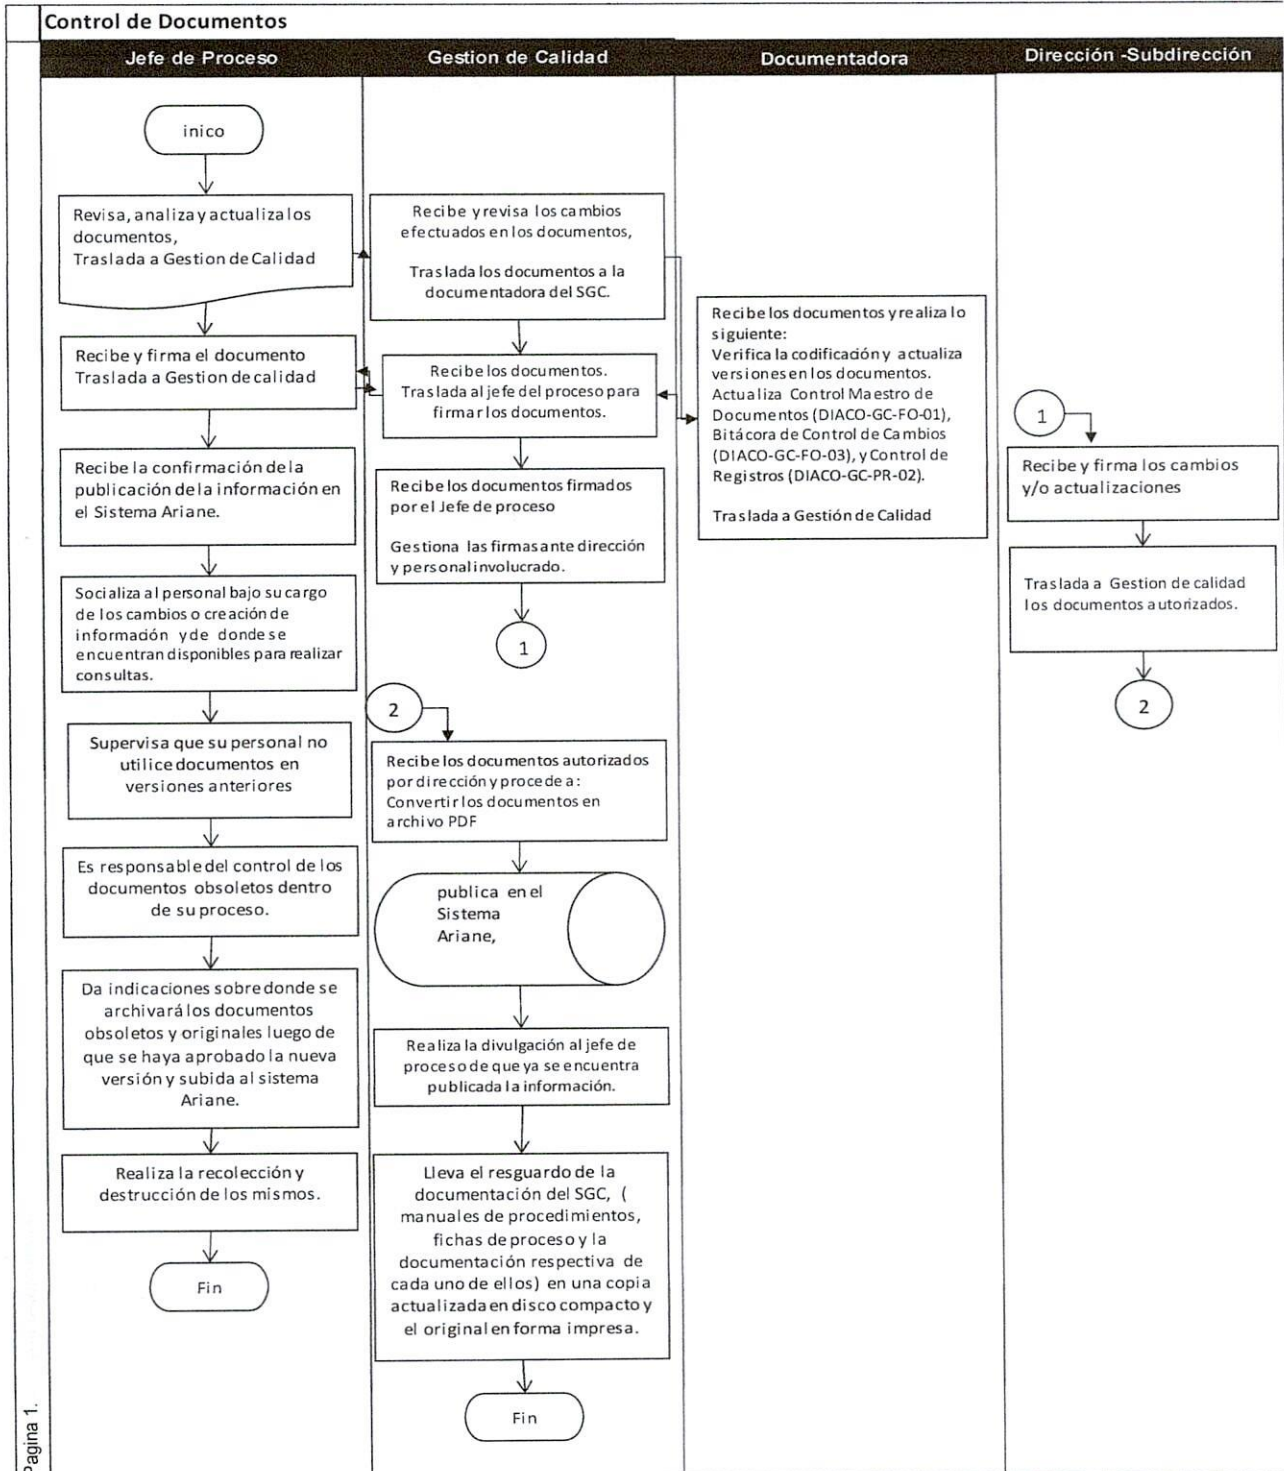 Control de Documentos
Jefe de Proceso
Gestion de Calidad
Documentadora
Dirección -Subdirección
inico
Revisa, analiza y actualiza los
documentos,
Traslada a Gestion de Calidad
Recibe y firma el documento
Traslada a Gestion de calidad
Recibe la confirmación de la
publicación de la información en
el Sistema Ariane.
Socializa al personal bajo su cargo
de los cambios o creación de
información y de donde se
encuentran disponibles para realizar
consultas.
Supervisa que su personal no
utilice documentos en
versiones anteriores
Es responsable del control de los
documentos obsoletos dentro
de su proceso.
Da indicaciones sobre donde se
archivará los documentos
obsoletos y originales luego de
que se haya aprobado la nueva
versión y subida al sistema
Ariane.
Realiza la recolección y
destrucción de los mismos.
Fin
Recibe y revisa los cambios
efectuados en los documentos,
Traslada los documentos a la
documentadora del SGC.
Recibe los documentos.
Traslada al jefe del proceso para
firmar los documentos.
Recibe los documentos firmados
por el Jefe de proceso
Gestiona las firmas ante dirección
y personal involucrado.
1
2
Recibe los documentos autorizados
por dirección y procede a:
Convertir los documentos en
archivo PDF
publica en el
Sistema
Ariane,
Realiza la divulgación al jefe de
proceso de que ya se encuentra
publicada la información.
Lleva el resguardo de la
documentación del SGC, (
manuales de procedimientos,
fichas de proceso y la
documentación respectiva de
cada uno de ellos) en una copia
actualizada en disco compacto y
el original en forma impresa.
Fin
Recibe los documentos y realiza lo
siguiente:
Verifica la codificación y actualiza
versiones en los documentos.
Actualiza Control Maestro de
Documentos (DIACO-GC-FO-01),
Bitácora de Control de Cambios
(DIACO-GC-FO-03), y Control de
Registros (DIACO-GC-PR-02).
Traslada a Gestión de Calidad
1
Recibe y firma los cambios
y/o actualizaciones
Traslada a Gestion de calidad
los documentos autorizados.
2
Pagina 1.